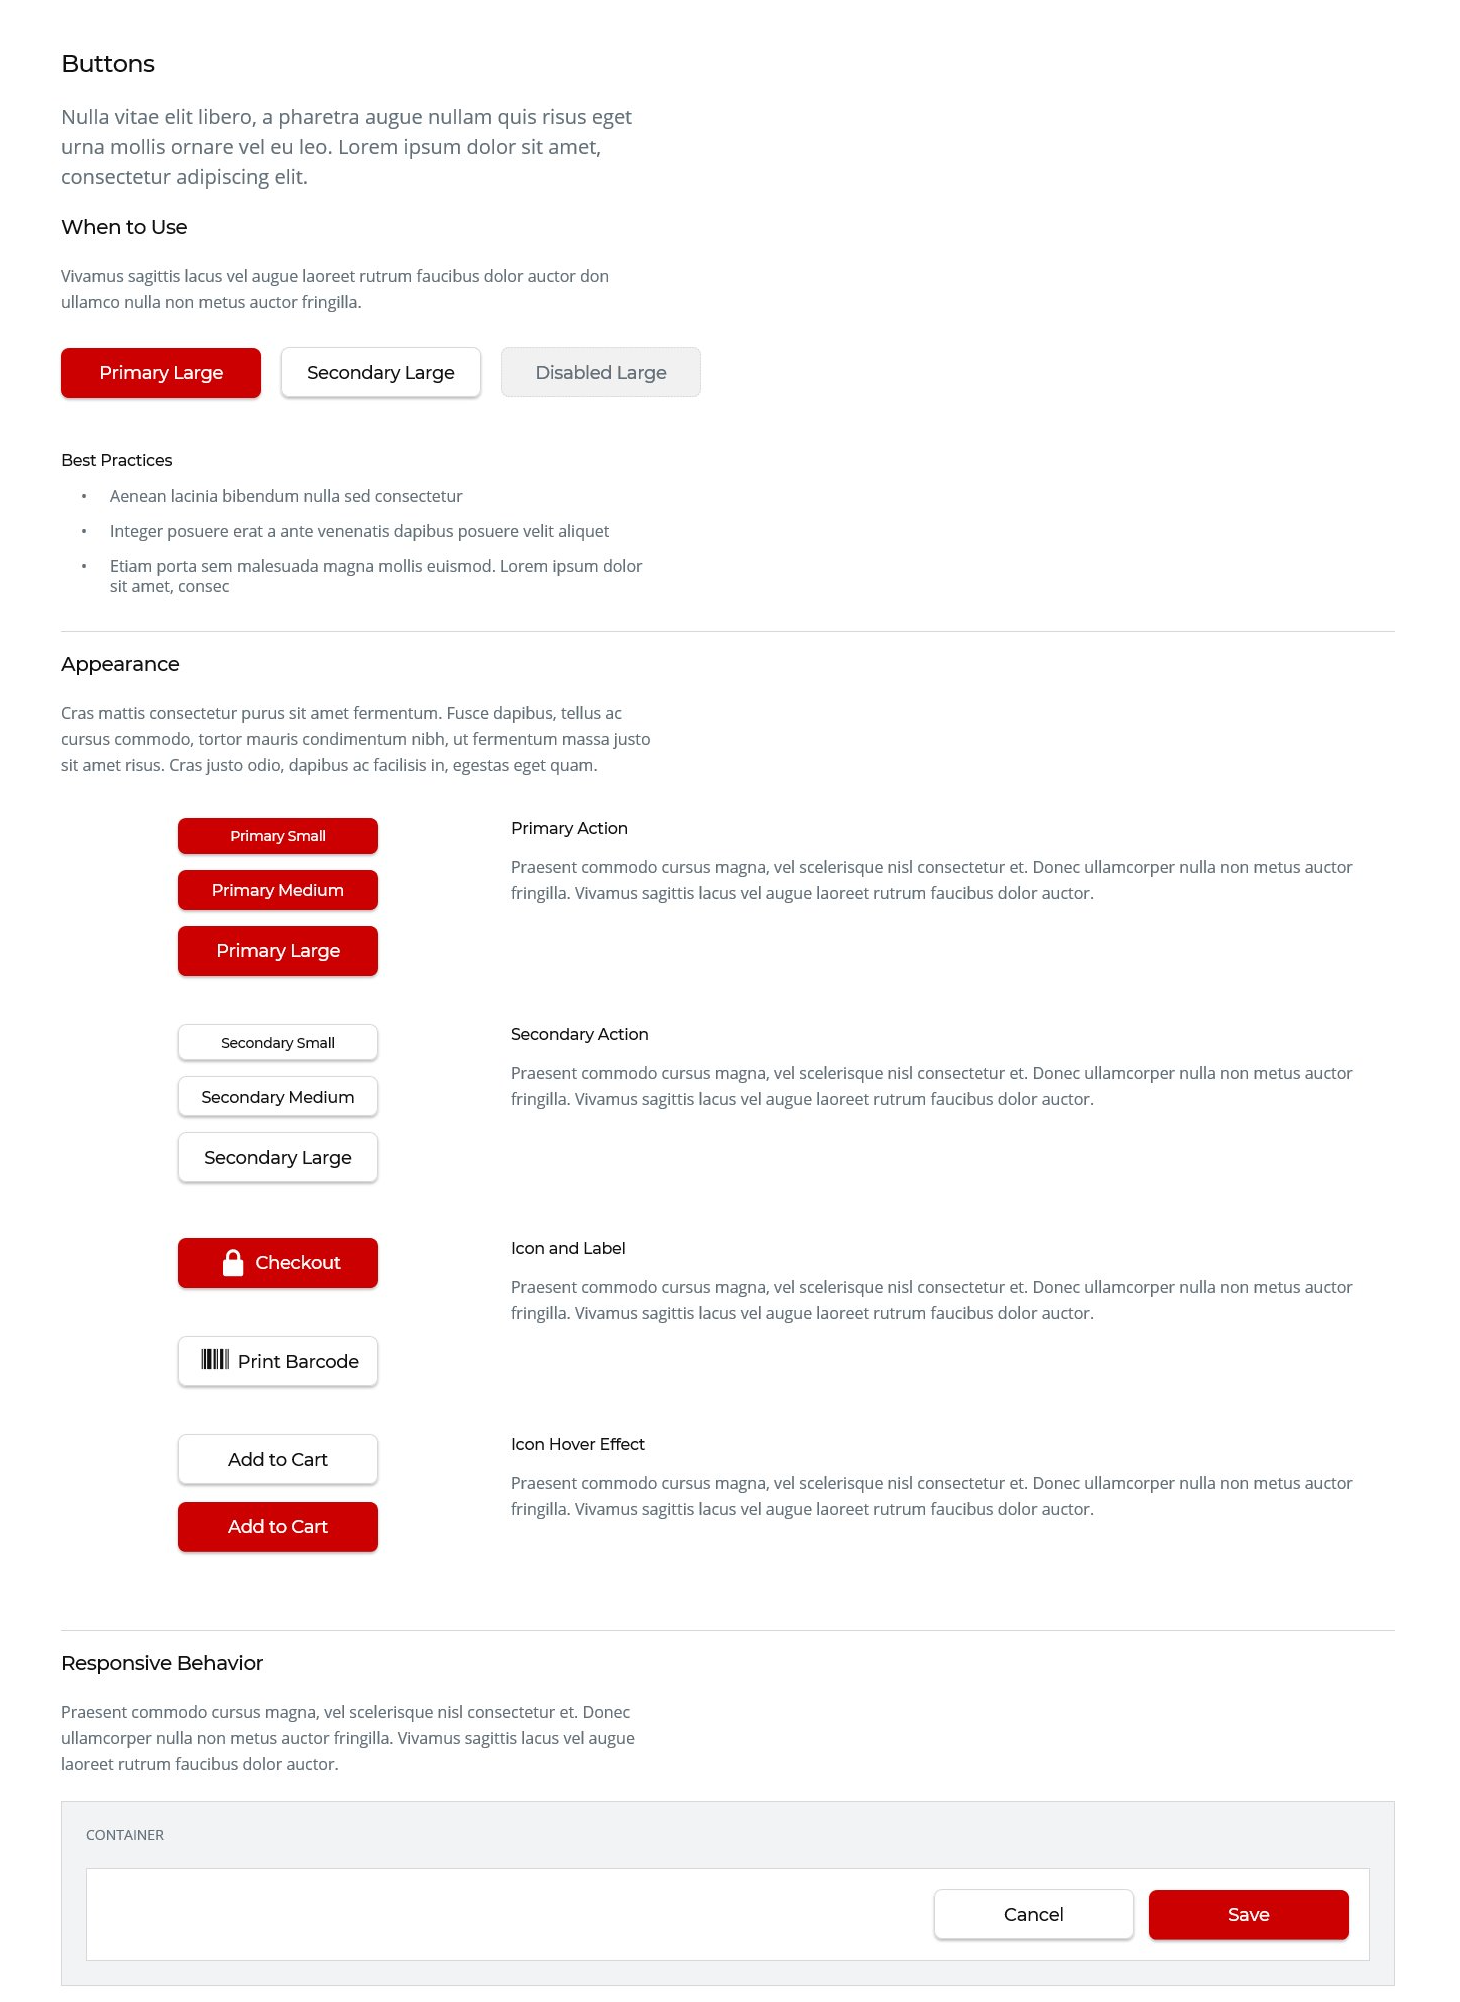 Buttons
Nulla vitae elit libero, a pharetra augue nullam quis risus eget
urna mollis ornare vel eu leo. Lorem ipsum dolor sit amet,
consectetur adipiscing elit.
When to Use
Vivamus sagittis lacus vel augue laoreet rutrum faucibus dolor auctor don
ullamco nulla non metus auctor fringilla.
Primary Large
Secondary Large
Disabled Large
Best Practices
• Aenean lacinia bibendum nulla sed consectetur
• Integer posuere erat a ante venenatis dapibus posuere velit aliquet
• Etiam porta sem malesuada magna mollis euismod. Lorem ipsum dolor
sit amet, consec
Appearance
Cras mattis consectetur purus sit amet fermentum. Fusce dapibus, tellus ac
cursus commodo, tortor mauris condimentum nibh, ut fermentum massa justo
sit amet risus. Cras justo odio, dapibus ac facilisis in, egestas eget quam.
Primary Small
Primary Medium
Primary Large
Primary Action
Praesent commodo cursus magna, vel scelerisque nisl consectetur et. Donec ullamcorper nulla non metus auctor
fringilla. Vivamus sagittis lacus vel augue laoreet rutrum faucibus dolor auctor.
Secondary Small
Secondary Medium
Secondary Large
Secondary Action
Praesent commodo cursus magna, vel scelerisque nisl consectetur et. Donec ullamcorper nulla non metus auctor
fringilla. Vivamus sagittis lacus vel augue laoreet rutrum faucibus dolor auctor.
Checkout
Print Barcode
Icon and Label
Praesent commodo cursus magna, vel scelerisque nisl consectetur et. Donec ullamcorper nulla non metus auctor
fringilla. Vivamus sagittis lacus vel augue laoreet rutrum faucibus dolor auctor.
Add to Cart
Add to Cart
Icon Hover Effect
Praesent commodo cursus magna, vel scelerisque nisl consectetur et. Donec ullamcorper nulla non metus auctor
fringilla. Vivamus sagittis lacus vel augue laoreet rutrum faucibus dolor auctor.
Responsive Behavior
Praesent commodo cursus magna, vel scelerisque nisl consectetur et. Donec
ullamcorper nulla non metus auctor fringilla. Vivamus sagittis lacus vel augue
laoreet rutrum faucibus dolor auctor.
CONTAINER
Cancel
Save